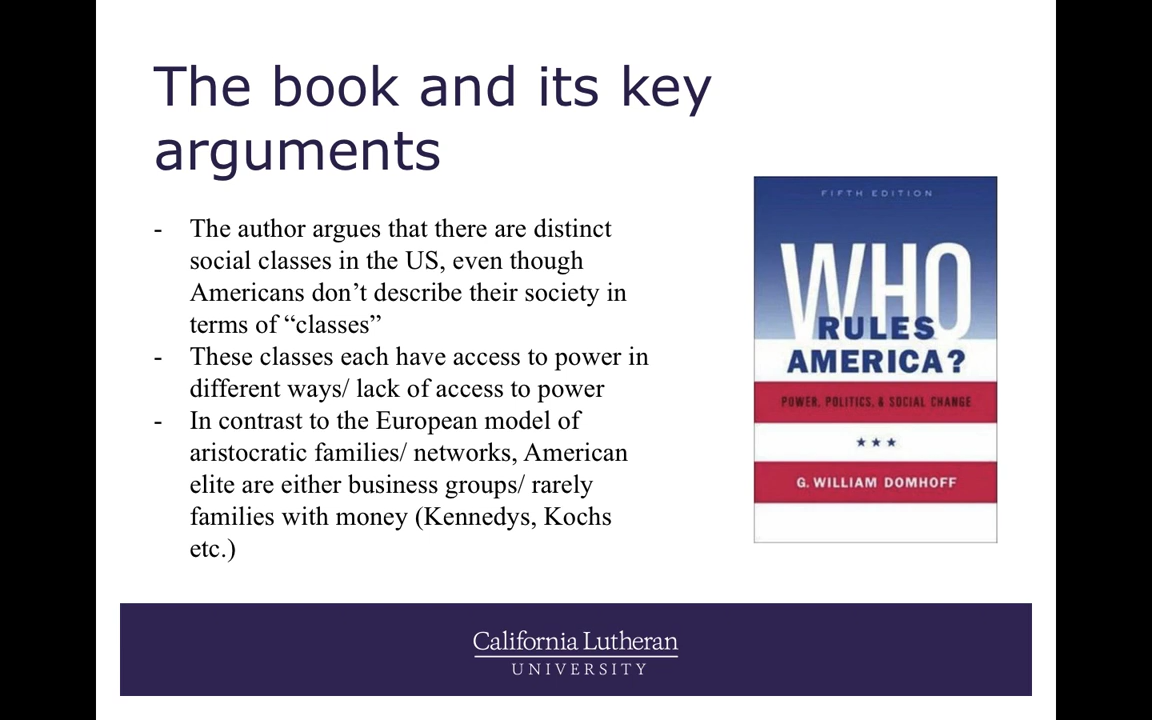 The book and its key
arguments
- The author argues that there are distinct
social classes in the US, even though
Americans don’t describe their society in
terms of “classes”
- These classes each have access to power in
different ways/ lack of access to power
- In contrast to the European model of
aristocratic families/ networks, American
elite are either business groups/ rarely
families with money (Kennedys, Kochs
etc.)
FIFTH EDITION
WHO
RULES
AMERICA?
POWER, POLITICS, & SOCIAL CHANGE
G. WILLIAM DOMHOFF
California Lutheran
UNIVERSITY